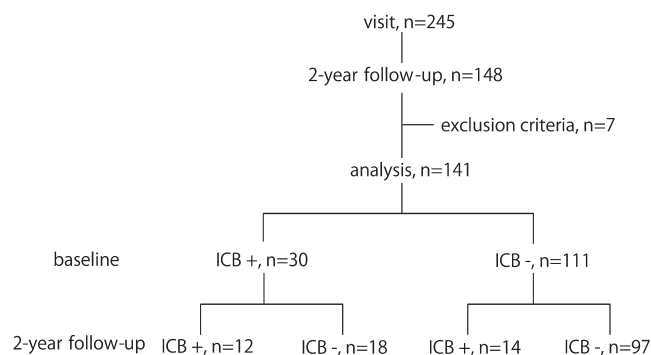 visit, n=245
2-year follow-up, n=148
exclusion criteria, n=7
analysis, n=141
baseline ICB +, n=30 ICB -, n=111
2-year follow-up ICB +, n=12 ICB -, n=18 ICB +, n=14 ICB -, n=97